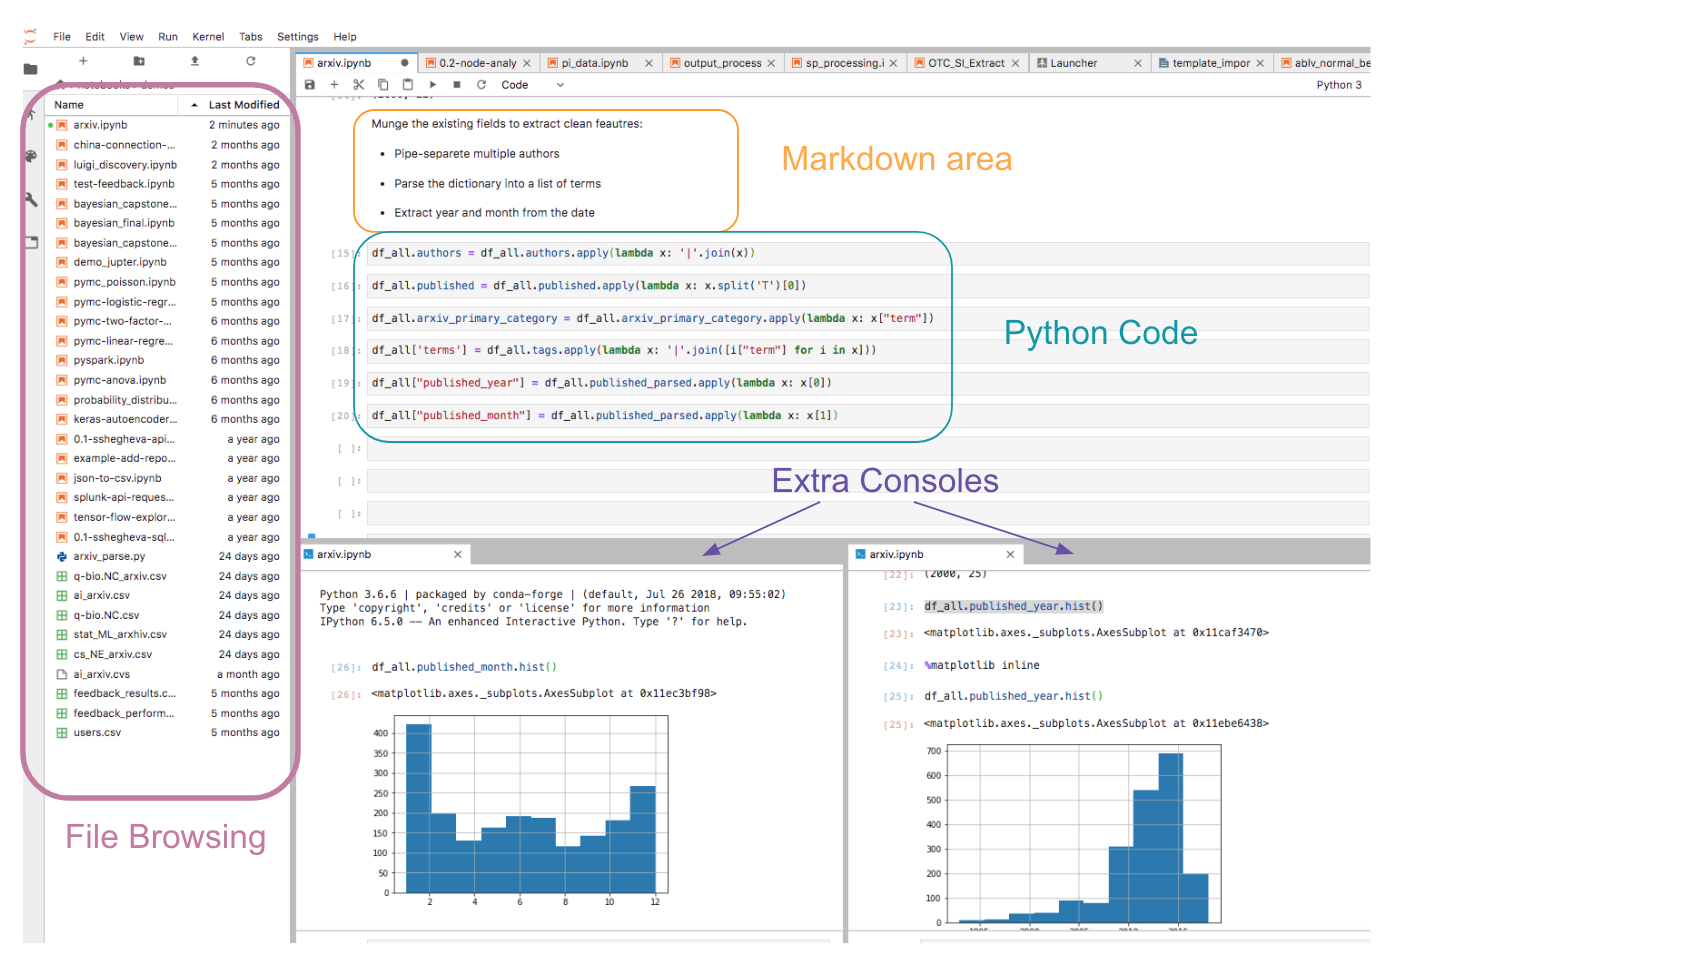 File Edit View Run Kernel Tabs Settings Help
arxiv.ipynb 0.2-node-analy pi_data.ipynb output_process sp_processing.i OTC_SI_Extract Launcher template_impor ablv_normal_be
Code Python 3
Name Last Modified
arxiv.ipynb 2 minutes ago
china-connection-... 2 months ago
luigi_discovery.ipynb 2 months ago
test-feedback.ipynb 5 months ago
bayesian_capstone... 5 months ago
bayesian_final.ipynb 5 months ago
bayesian_capstone... 5 months ago
demo_jupter.ipynb 5 months ago
pymc_poisson.ipynb 5 months ago
pymc-logistic-regr... 5 months ago
pymc-two-factor-... 6 months ago
pymc-linear-regre... 5 months ago
pyspark.ipynb 5 months ago
pymc-anova.ipynb 6 months ago
probability_distribu... 6 months ago
keras-autoencoder... 6 months ago
0.1-sshegheva-api... a year ago
example-add-repo... a year ago
json-to-csv.ipynb a year ago
splunk-api-reques... a year ago
tensor-flow-explor... a year ago
0.1-sshegheva-sql... a year ago
arxiv_parse.py 24 days ago
q-bio.NC_arxiv.csv 24 days ago
ai_arxiv.csv 24 days ago
q-bio.NC.csv 24 days ago
stat_ML_arxhiv.csv 24 days ago
cs_NE_arxiv.csv 24 days ago
ai_arxiv.cvs a month ago
feedback_results.c... 5 months ago
feedback_perform... 5 months ago
users.csv 5 months ago
File Browsing
Munge the existing fields to extract clean feautres:
• Pipe-separete multiple authors
• Parse the dictionary into a list of terms
• Extract year and month from the date
Markdown area
[15]: df_all.authors = df_all.authors.apply(lambda x: '|'.join(x))
[16]: df_all.published = df_all.published.apply(lambda x: x.split('T')[0])
[17]: df_all.arxiv_primary_category = df_all.arxiv_primary_category.apply(lambda x: x["term"])
[18]: df_all['terms'] = df_all.tags.apply(lambda x: '|'.join([i["term"] for i in x]))
[19]: df_all["published_year"] = df_all.published_parsed.apply(lambda x: x[0])
[20]: df_all["published_month"] = df_all.published_parsed.apply(lambda x: x[1])
[ ]:
[ ]:
[ ]:
Python Code
Extra Consoles
arxiv.ipynb
Python 3.6.6 | packaged by conda-forge | (default, Jul 26 2018, 09:55:02)
Type 'copyright', 'credits' or 'license' for more information
IPython 6.5.0 -- An enhanced Interactive Python. Type '?' for help.
[26]: df_all.published_month.hist()
[26]: <matplotlib.axes._subplots.AxesSubplot at 0x11ec3bf98>
400
350
300
250
200
150
100
50
0
2 4 6 8 10 12
arxiv.ipynb
[22]: (2000, 25)
[23]: df_all.published_year.hist()
[23]: <matplotlib.axes._subplots.AxesSubplot at 0x11caf3470>
[24]: %matplotlib inline
[25]: df_all.published_year.hist()
[25]: <matplotlib.axes._subplots.AxesSubplot at 0x11ebe6438>
700
600
500
400
300
200
100
0
1995 2000 2005 2010 2015